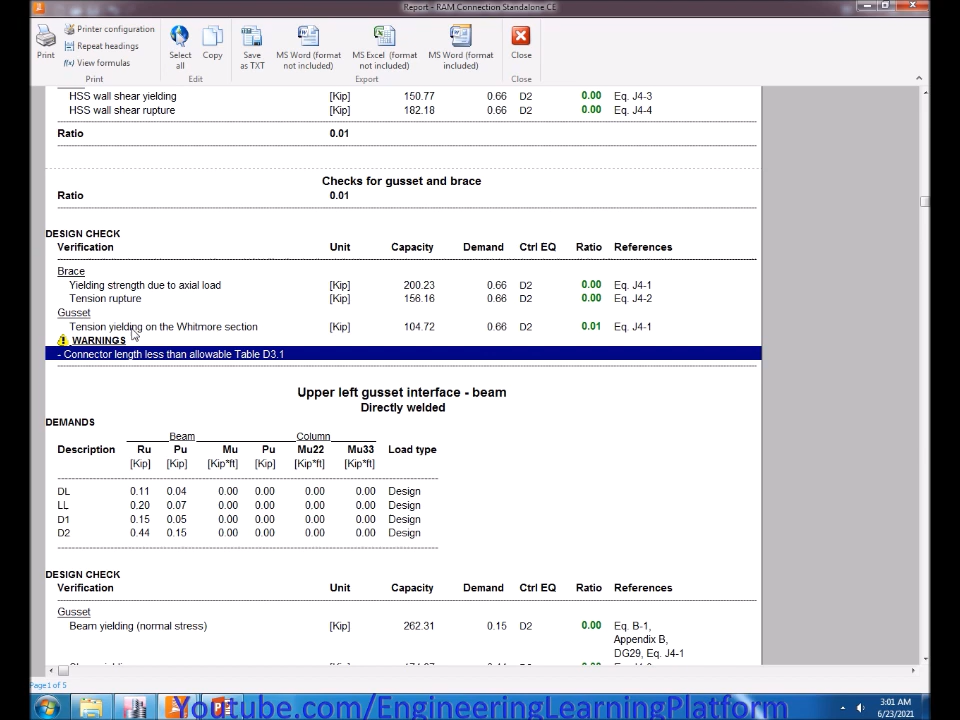 Report - RAM Connection Standalone CE
Printer configuration
Repeat headings
f(x) View formulas
Print
Select all
Copy
Save as TXT
MS Word (format not included)
MS Excel (format not included)
MS Word (format included)
Close
Print
Edit
Export
Close
HSS wall shear yielding [Kip] 150.77 0.66 D2 0.00 Eq. J4-3
HSS wall shear rupture [Kip] 182.18 0.66 D2 0.00 Eq. J4-4
Ratio 0.01
Checks for gusset and brace
Ratio 0.01
DESIGN CHECK
Verification Unit Capacity Demand Ctrl EQ Ratio References
Brace
Yielding strength due to axial load [Kip] 200.23 0.66 D2 0.00 Eq. J4-1
Tension rupture [Kip] 156.16 0.66 D2 0.00 Eq. J4-2
Gusset
Tension yielding on the Whitmore section [Kip] 104.72 0.66 D2 0.01 Eq. J4-1
WARNINGS
- Connector length less than allowable Table D3.1
Upper left gusset interface - beam
Directly welded
DEMANDS
Beam Column
Description Ru Pu Mu Pu Mu22 Mu33 Load type
[Kip] [Kip] [Kip*ft] [Kip] [Kip*ft] [Kip*ft]
DL 0.11 0.04 0.00 0.00 0.00 0.00 Design
LL 0.20 0.07 0.00 0.00 0.00 0.00 Design
D1 0.15 0.05 0.00 0.00 0.00 0.00 Design
D2 0.44 0.15 0.00 0.00 0.00 0.00 Design
DESIGN CHECK
Verification Unit Capacity Demand Ctrl EQ Ratio References
Gusset
Beam yielding (normal stress) [Kip] 262.31 0.15 D2 0.00 Eq. B-1,
Appendix B,
DG29, Eq. J4-1
Page1 of 5
Youtube.com/EngineeringLearningPlatform
3:01 AM
6/23/2021